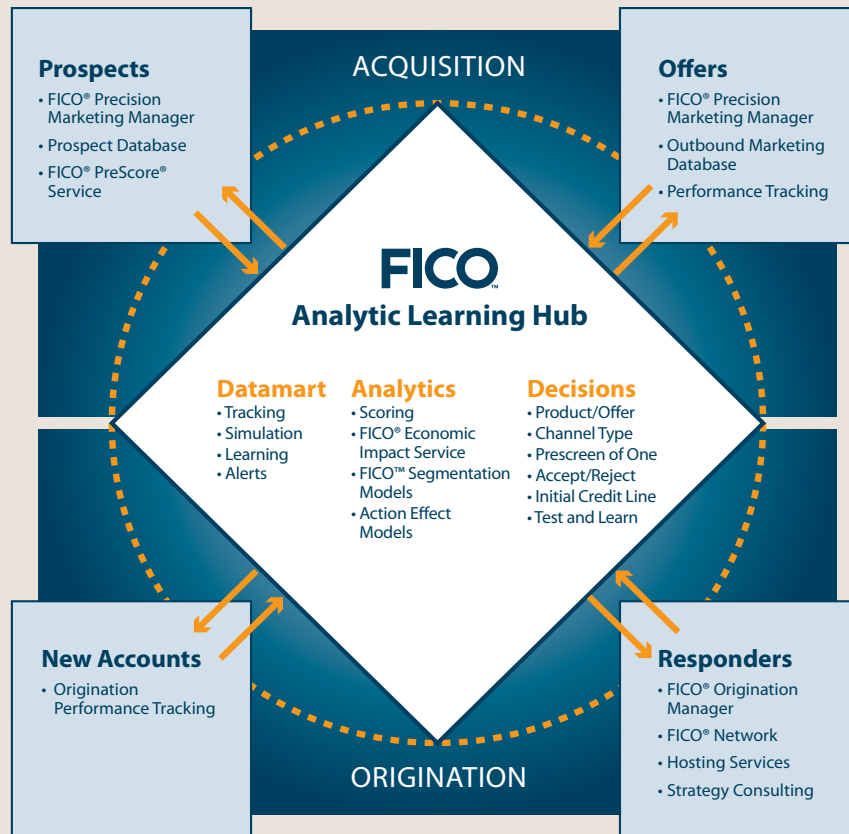 Prospects
• FICO® Precision
Marketing Manager
• Prospect Database
• FICO® PreScore®
Service
ACQUISITION
Offers
• FICO® Precision
Marketing Manager
• Outbound Marketing
Database
• Performance Tracking
FICO™
Analytic Learning Hub
Datamart
• Tracking
• Simulation
• Learning
• Alerts
Analytics
• Scoring
• FICO® Economic
Impact Service
• FICO™ Segmentation
Models
• Action Effect
Models
Decisions
• Product/Offer
• Channel Type
• Prescreen of One
• Accept/Reject
• Initial Credit Line
• Test and Learn
New Accounts
• Origination
Performance Tracking
ORIGINATION
Responders
• FICO® Origination
Manager
• FICO® Network
• Hosting Services
• Strategy Consulting